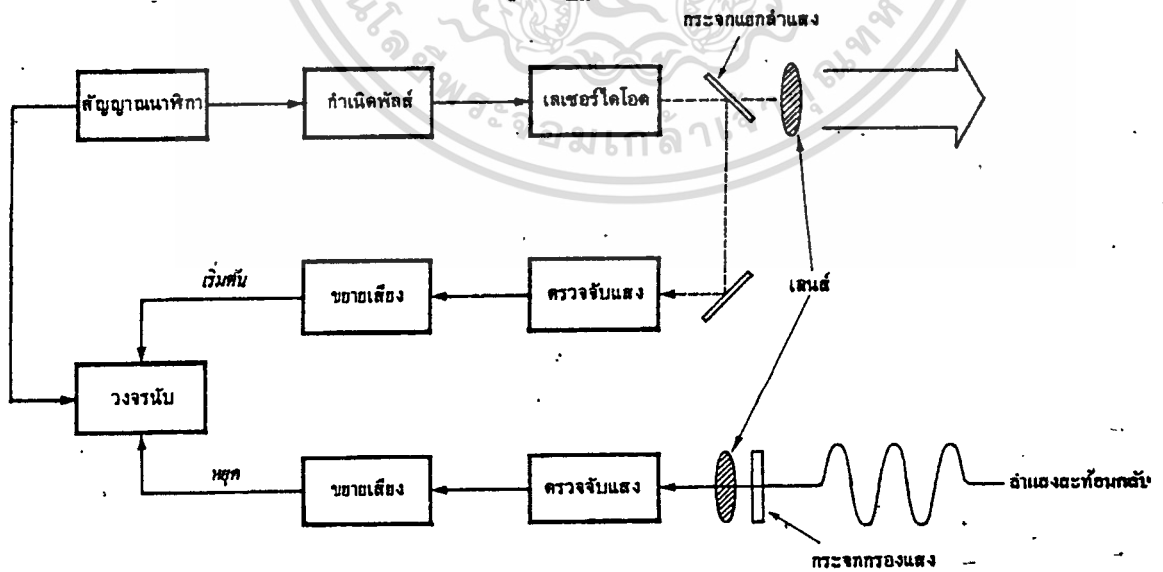 กระจกแยกลำแสง
สัญญาณนาฬิกา
กำเนิดพัลส์
เลเซอร์ไดโอด
เริ่มต้น
ขยายเสียง
ตรวจจับแสง
เลนส์
วงจรนับ
หยุด
ขยายเสียง
ตรวจจับแสง
ลำแสงสะท้อนกลับ
กระจกกรองแสง